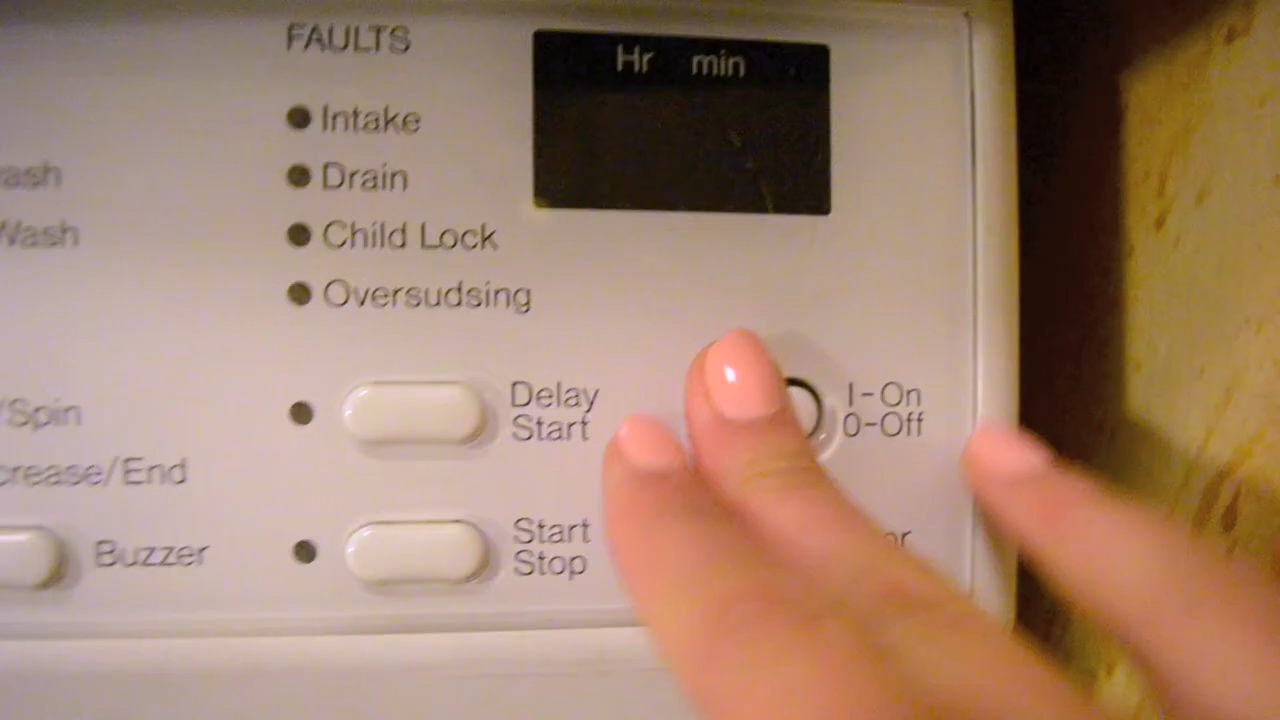 FAULTS
Hr min
Intake
Drain
Child Lock
Oversudsing
Wash
/Spin
Delay
Start
I-On
0-Off
crease/End
Buzzer
Start
Stop